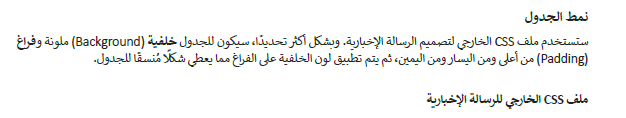 نمط الجدول
ستستخدم ملف CSS الخارجي لتصميم الرسالة الإخبارية. وبشكل أكثر تحديدًا، سيكون للجدول خلفية (Background) ملونة وفراغ
(Padding) من أعلى ومن اليسار ومن اليمين، ثم يتم تطبيق لون الخلفية على الفراغ مما يعطي شكلًا مُنسقًا للجدول.
ملف CSS الخارجي للرسالة الإخبارية